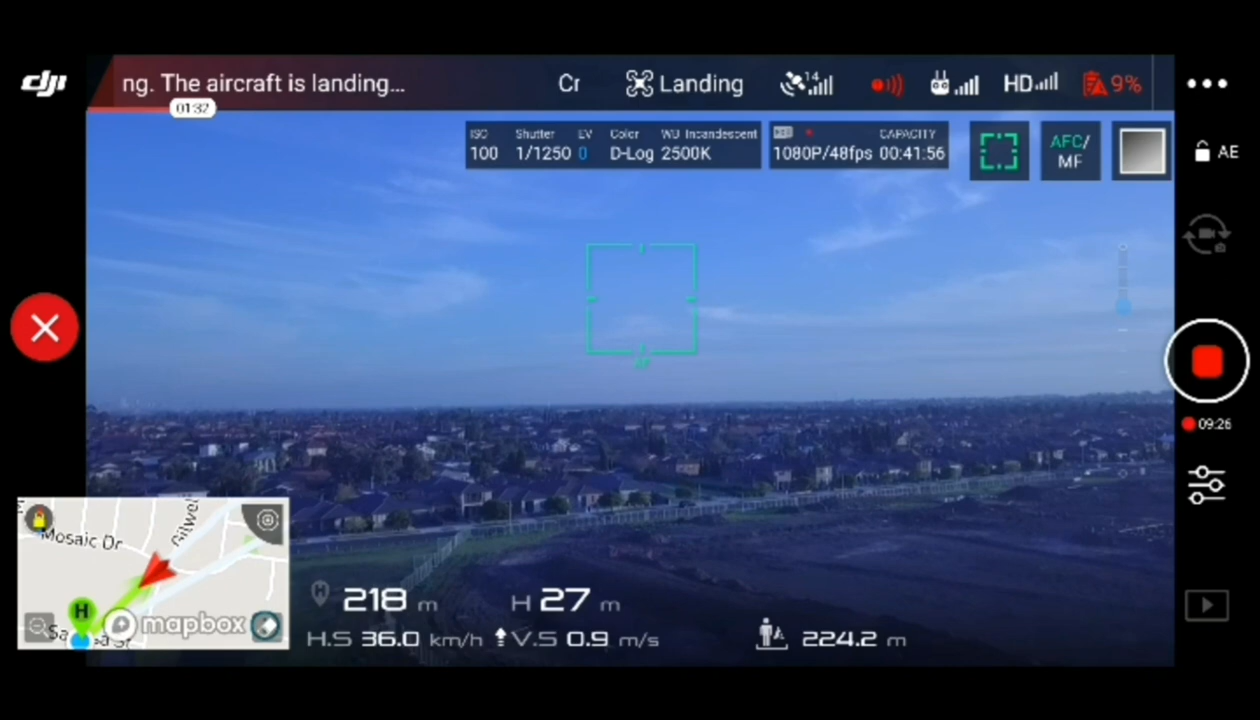 dji
ng. The aircraft is landing...
Cr
Landing
14
HD
9%
01:32
ISO
Shutter
EV
Color
WB Incandescent
CAPACITY
100
1/1250
0
D-Log
2500K
1080P/48fps
00:41:56
AFC/
MF
AE
AF
09:26
Mosaic Dr
H
mapbox
H
218 m
H 27 m
H.S 36.0 km/h
V.S 0.9 m/s
224.2 m